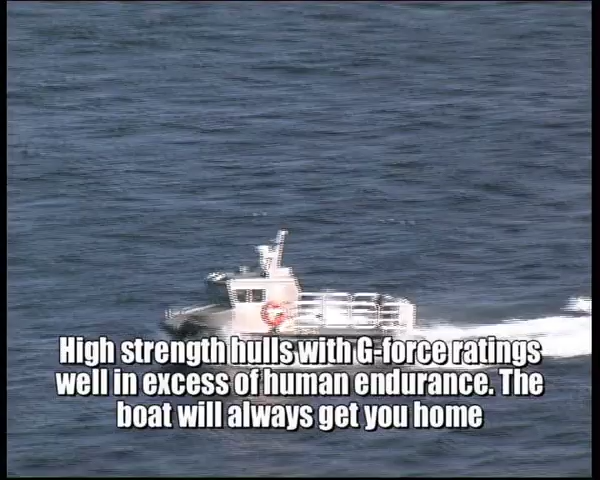 High strength hulls with G-force ratings
well in excess of human endurance. The
boat will always get you home